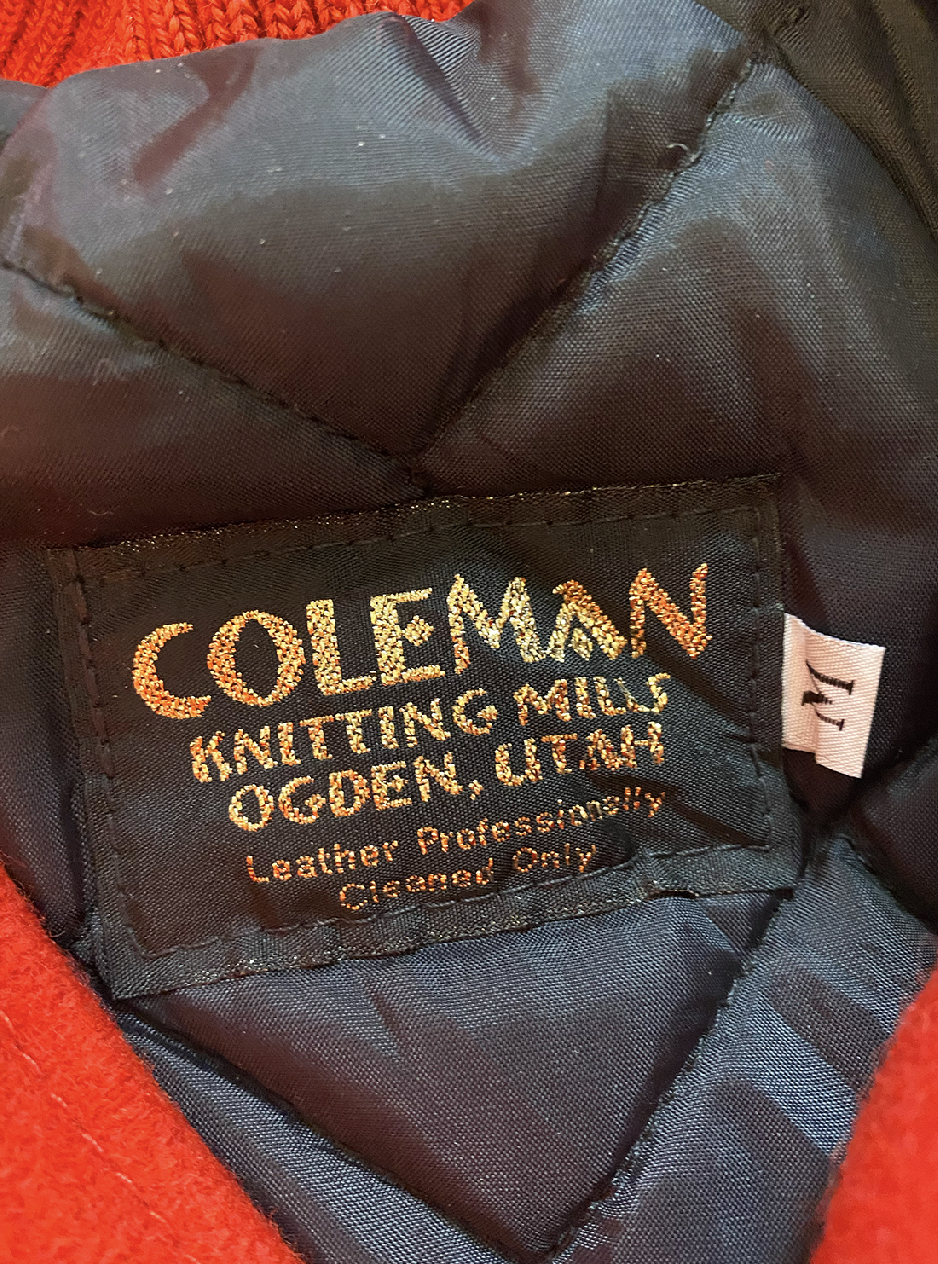 COLEMAN
KNITTING MILLS
OGDEN, UTAH
Leather Professionally
Cleaned Only
M